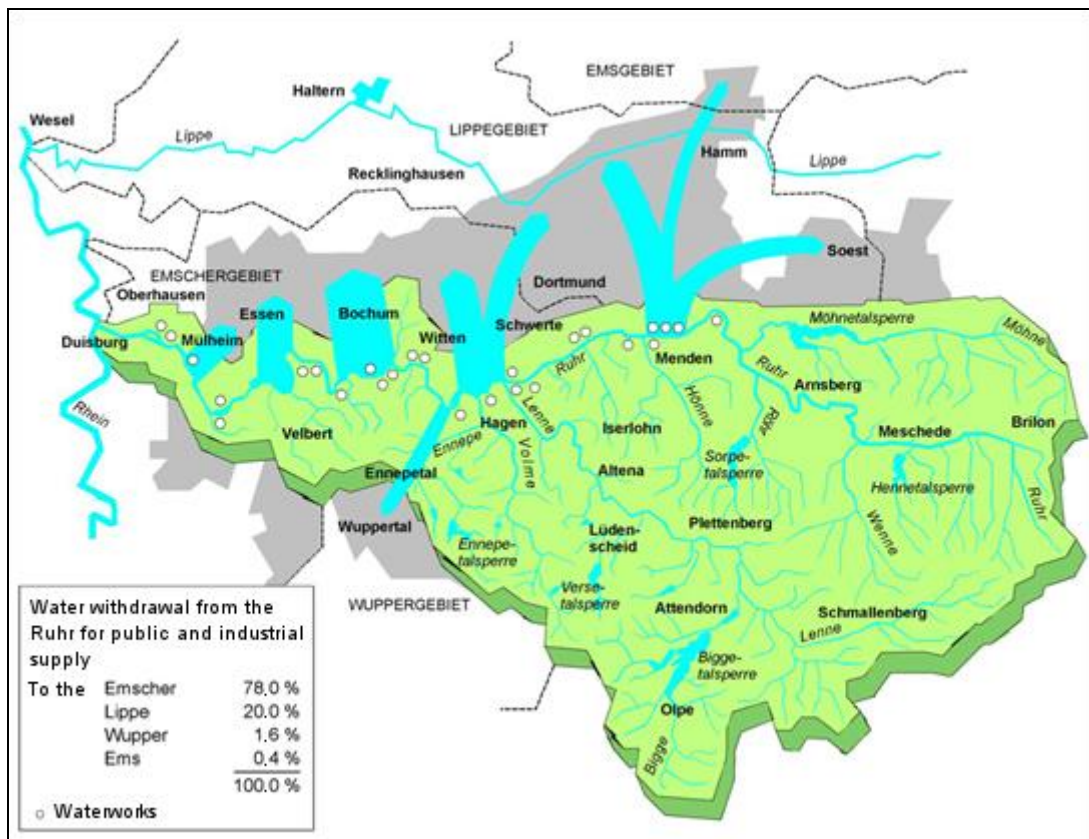 EMSGEBIET
Haltern
Wesel
Lippe
LIPPEGEBIET
Hamm
Lippe
Recklinghausen
Soest
EMSCHERGEBIET
Dortmund
Oberhausen
Essen
Bochum
Witten
Schwerte
Möhnetalsperre
Möhne
Duisburg
Mülheim
Ruhr
Menden
Ruhr
Arnsberg
Rhein
Velbert
Ennepe
Hagen
Lenne
Iserlohn
Hönne
Röhr
Meschede
Brilon
Volme
Ennepetal
Altena
Sorpe-
talsperre
Hennetalsperre
Ruhr
Wuppertal
Plettenberg
Wenne
Ennepe-
talsperre
Lüden-
scheid
WUPPERGEBIET
Verse-
talsperre
Attendorn
Schmallenberg
Lenne
Bigge-
talsperre
Olpe
Bigge
Water withdrawal from the
Ruhr for public and industrial
supply
To the Emscher 78.0 %
Lippe 20.0 %
Wupper 1.6 %
Ems 0.4 %
100.0 %
Waterworks